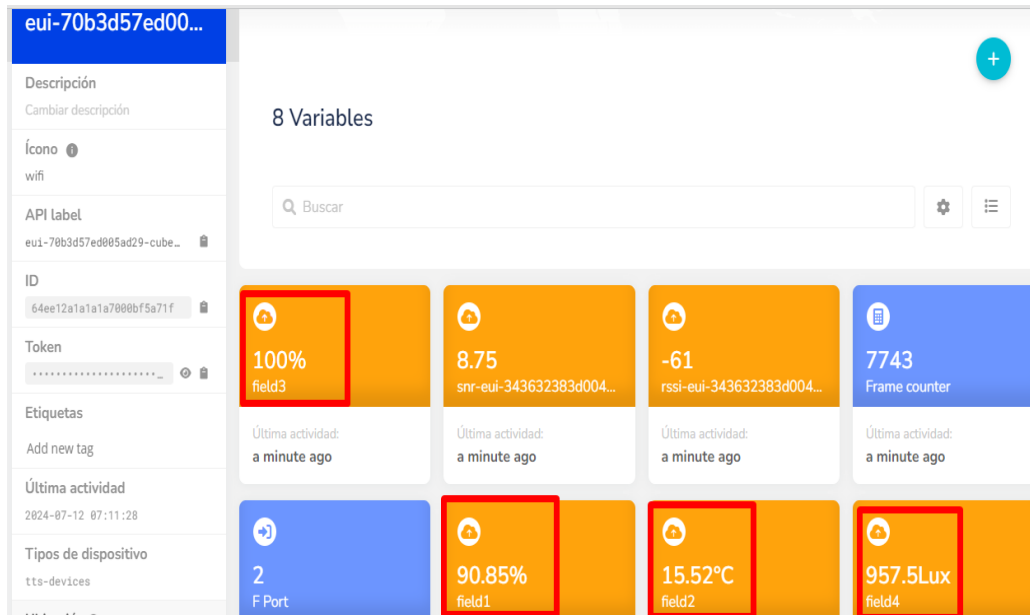 eui-70b3d57ed00...
Descripción
Cambiar descripción
Ícono
wifi
API label
eui-70b3d57ed005ad29-cube...
ID
64ee12a1a1a1a7000bf5a71f
Token
Etiquetas
Add new tag
Última actividad
2024-07-12 07:11:28
Tipos de dispositivo
tts-devices
8 Variables
Buscar
100%
field3
Última actividad:
a minute ago
8.75
snr-eui-343632383d004...
Última actividad:
a minute ago
-61
rssi-eui-343632383d004...
Última actividad:
a minute ago
7743
Frame counter
Última actividad:
a minute ago
2
F Port
90.85%
field1
15.52°C
field2
957.5Lux
field4